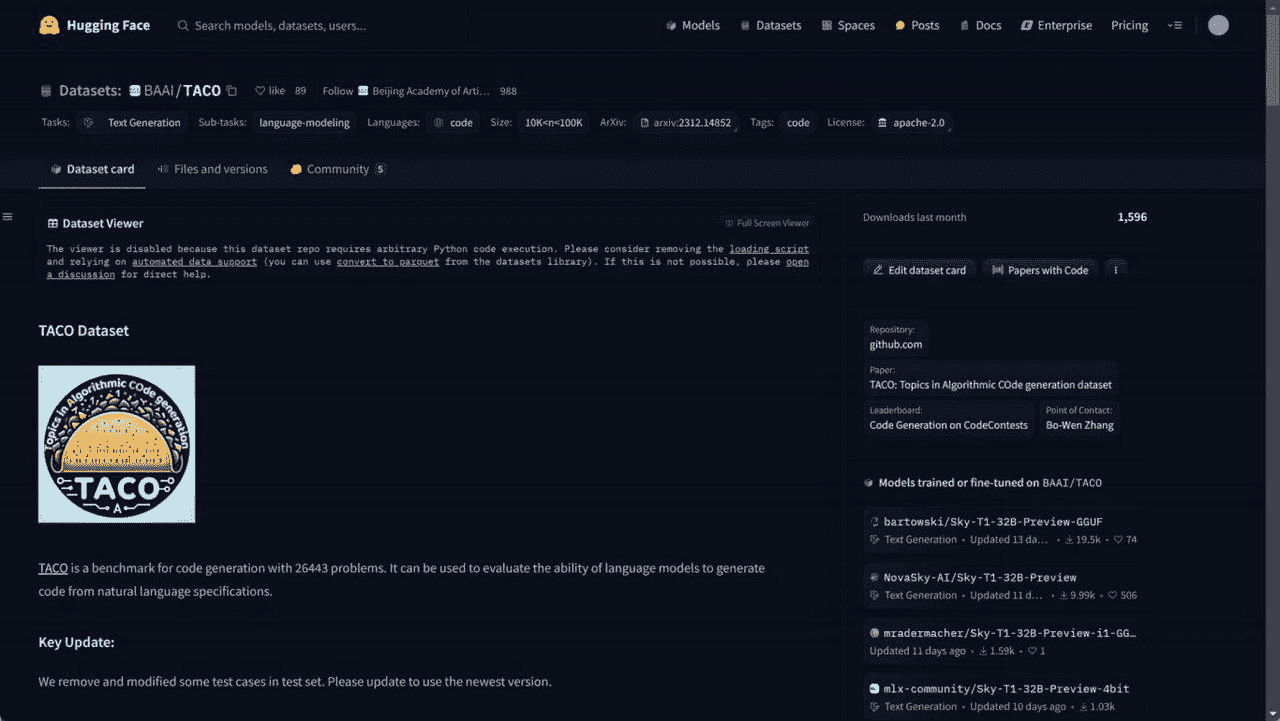 Hugging Face
Search models, datasets, users...
Models
Datasets
Spaces
Posts
Docs
Enterprise
Pricing
Datasets: BAAI/TACO
like 89
Follow Beijing Academy of Arti... 988
Tasks: Text Generation
Sub-tasks: language-modeling
Languages: code
Size: 10K<n<100K
ArXiv: arxiv:2312.14852
Tags: code
License: apache-2.0
Dataset card
Files and versions
Community 5
Dataset Viewer
Full Screen Viewer
The viewer is disabled because this dataset repo requires arbitrary Python code execution. Please consider removing the loading script
and relying on automated data support (you can use convert to parquet from the datasets library). If this is not possible, please open
a discussion for direct help.
TACO Dataset
Topics in Algorithmic COde generation
TACO
A
TACO is a benchmark for code generation with 26443 problems. It can be used to evaluate the ability of language models to generate
code from natural language specifications.
Key Update:
We remove and modified some test cases in test set. Please update to use the newest version.
Downloads last month
1,596
Edit dataset card
Papers with Code
Repository:
github.com
Paper:
TACO: Topics in Algorithmic COde generation dataset
Leaderboard:
Code Generation on CodeContests
Point of Contact:
Bo-Wen Zhang
Models trained or fine-tuned on BAAI/TACO
bartowski/Sky-T1-32B-Preview-GGUF
Text Generation • Updated 13 da... • 19.5k • 74
NovaSky-AI/Sky-T1-32B-Preview
Text Generation • Updated 11 d... • 9.99k • 506
mradermacher/Sky-T1-32B-Preview-i1-GG...
Updated 11 days ago • 1.59k • 1
mlx-community/Sky-T1-32B-Preview-4bit
Text Generation • Updated 10 days ago • 1.03k